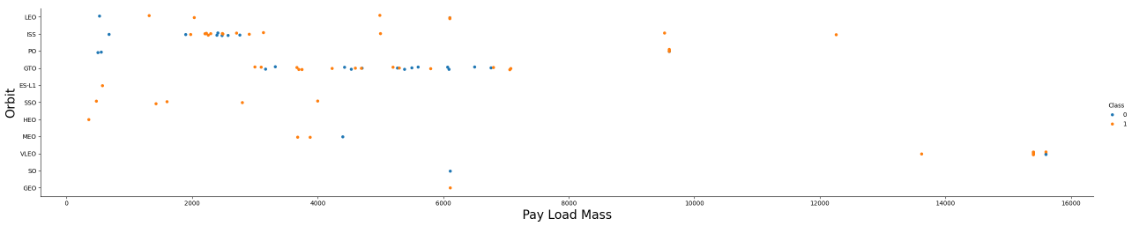 LEO
ISS
PO
GTO
ES-L1
SSO
HEO
MEO
VLEO
SO
GEO
Orbit
0 2000 4000 6000 8000 10000 12000 14000 16000
Pay Load Mass
Class
0
1